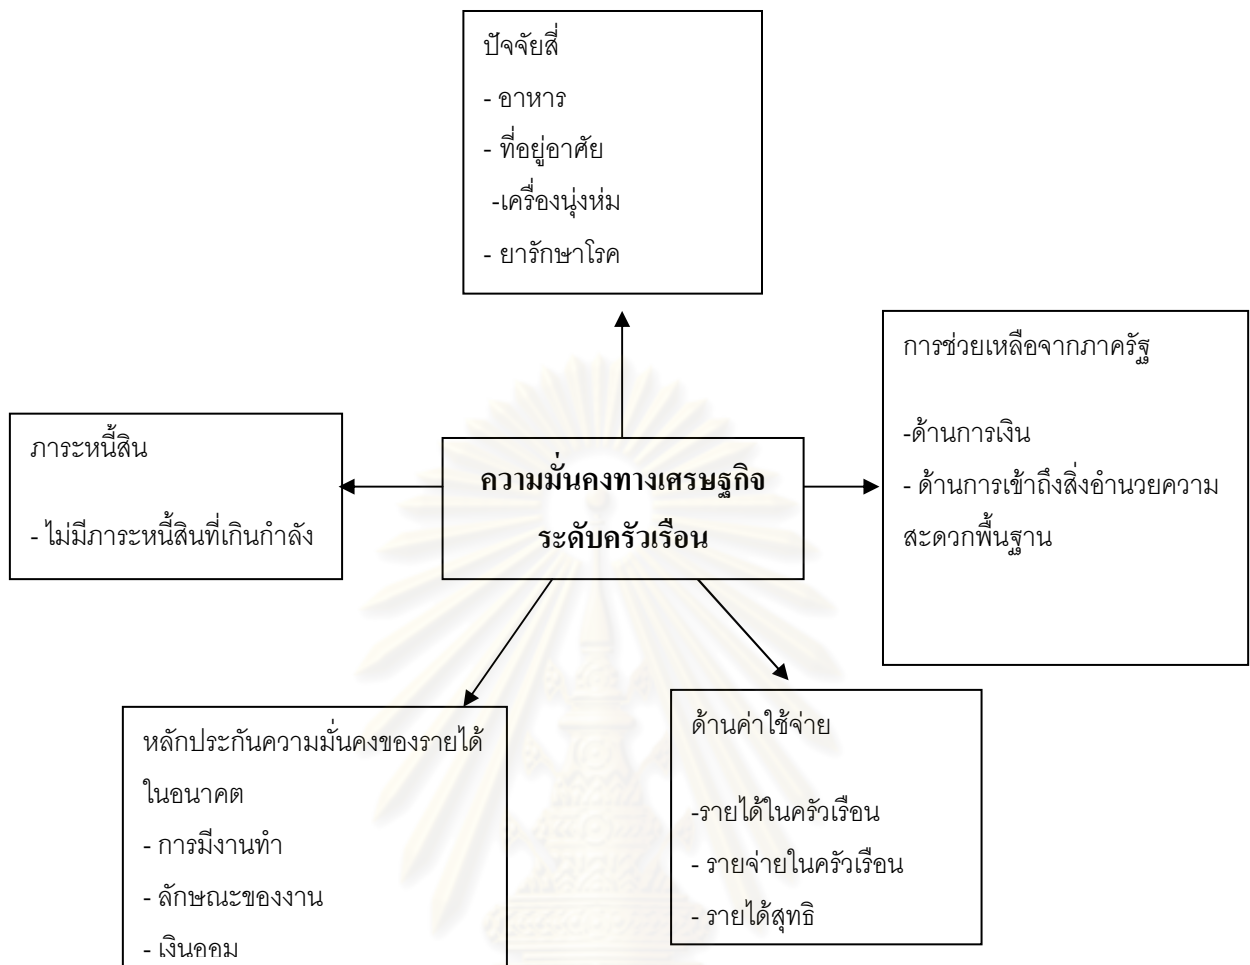 ปัจจัยสี่
- อาหาร
- ที่อยู่อาศัย
-เครื่องนุ่งห่ม
- ยารักษาโรค
การช่วยเหลือจากภาครัฐ
-ด้านการเงิน
- ด้านการเข้าถึงสิ่งอำนวยความ
สะดวกพื้นฐาน
ภาระหนี้สิน
- ไม่มีภาระหนี้สินที่เกินกำลัง
ความมั่นคงทางเศรษฐกิจ
ระดับครัวเรือน
หลักประกันความมั่นคงของรายได้
ในอนาคต
- การมีงานทำ
- ลักษณะของงาน
- เงินออม
ด้านค่าใช้จ่าย
-รายได้ในครัวเรือน
- รายจ่ายในครัวเรือน
- รายได้สุทธิ